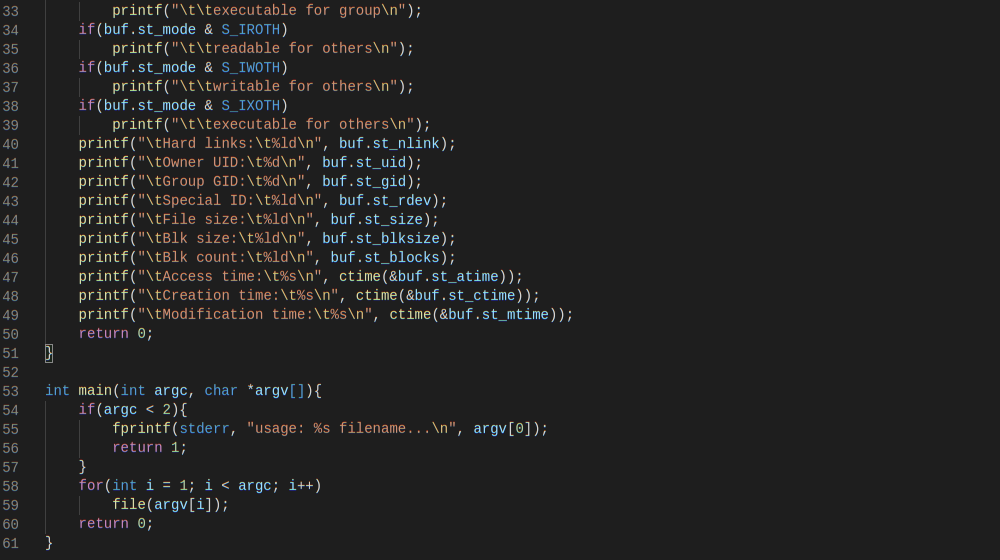 33 printf("\t\texecutable for group\n");
34 if(buf.st_mode & S_IROTH)
35 printf("\t\treadable for others\n");
36 if(buf.st_mode & S_IWOTH)
37 printf("\t\twritable for others\n");
38 if(buf.st_mode & S_IXOTH)
39 printf("\t\texecutable for others\n");
40 printf("\tHard links:\t%ld\n", buf.st_nlink);
41 printf("\tOwner UID:\t%d\n", buf.st_uid);
42 printf("\tGroup GID:\t%d\n", buf.st_gid);
43 printf("\tSpecial ID:\t%ld\n", buf.st_rdev);
44 printf("\tFile size:\t%ld\n", buf.st_size);
45 printf("\tBlk size:\t%ld\n", buf.st_blksize);
46 printf("\tBlk count:\t%ld\n", buf.st_blocks);
47 printf("\tAccess time:\t%s\n", ctime(&buf.st_atime));
48 printf("\tCreation time:\t%s\n", ctime(&buf.st_ctime));
49 printf("\tModification time:\t%s\n", ctime(&buf.st_mtime));
50 return 0;
51 }
52
53 int main(int argc, char *argv[]){
54 if(argc < 2){
55 fprintf(stderr, "usage: %s filename...\n", argv[0]);
56 return 1;
57 }
58 for(int i = 1; i < argc; i++)
59 file(argv[i]);
60 return 0;
61 }